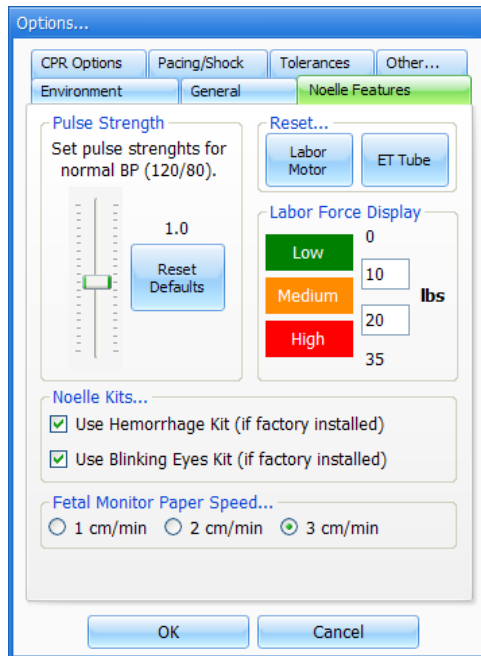 Options...
CPR Options Pacing/Shock Tolerances Other...
Environment General Noelle Features
Pulse Strength
Set pulse strenghts for
normal BP (120/80).
1.0
Reset
Defaults
Reset...
Labor
Motor
ET Tube
Labor Force Display
0
Low
10
Medium
lbs
20
High
35
Noelle Kits...
Use Hemorrhage Kit (if factory installed)
Use Blinking Eyes Kit (if factory installed)
Fetal Monitor Paper Speed...
1 cm/min 2 cm/min 3 cm/min
OK Cancel